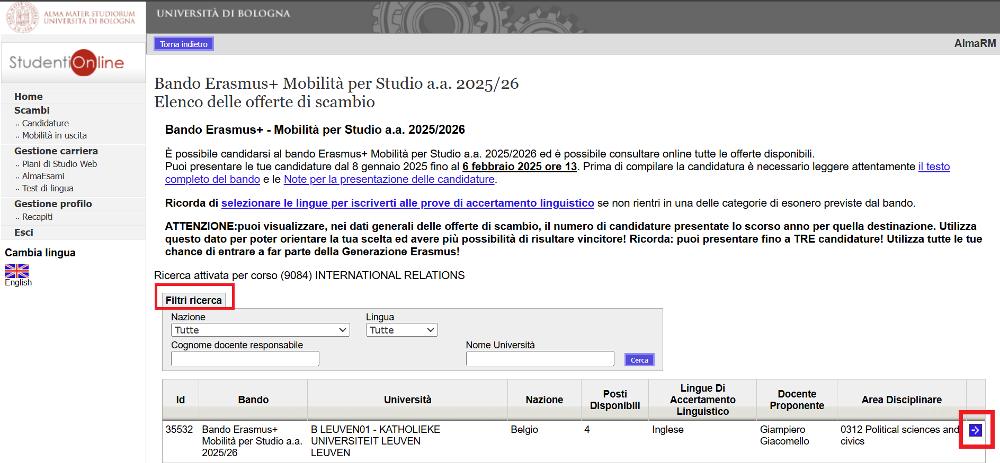 ALMA MATER STUDIORUM
UNIVERSITÀ DI BOLOGNA
UNIVERSITÀ DI BOLOGNA
Torna indietro
AlmaRM
StudentiOnline
Home
Scambi
.. Candidature
.. Mobilità in uscita
Gestione carriera
.. Piani di Studio Web
.. AlmaEsami
.. Test di lingua
Gestione profilo
.. Recapiti
Esci
Cambia lingua
English
Bando Erasmus+ Mobilità per Studio a.a. 2025/26
Elenco delle offerte di scambio
Bando Erasmus+ - Mobilità per Studio a.a. 2025/2026
È possibile candidarsi al bando Erasmus+ Mobilità per Studio a.a. 2025/2026 ed è possibile consultare online tutte le offerte disponibili.
Puoi presentare le tue candidature dal 8 gennaio 2025 fino al 6 febbraio 2025 ore 13. Prima di compilare la candidatura è necessario leggere attentamente il testo
completo del bando e le Note per la presentazione delle candidature.
Ricorda di selezionare le lingue per iscriverti alle prove di accertamento linguistico se non rientri in una delle categorie di esonero previste dal bando.
ATTENZIONE:puoi visualizzare, nei dati generali delle offerte di scambio, il numero di candidature presentate lo scorso anno per quella destinazione. Utilizza
questo dato per poter orientare la tua scelta ed avere più possibilità di risultare vincitore! Ricorda: puoi presentare fino a TRE candidature! Utilizza tutte le tue
chance di entrare a far parte della Generazione Erasmus!
Ricerca attivata per corso (9084) INTERNATIONAL RELATIONS
Filtri ricerca
Nazione Lingua
Tutte Tutte
Cognome docente responsabile Nome Università
Cerca
Id Bando Università Nazione Posti Disponibili Lingue Di Accertamento Linguistico Docente Proponente Area Disciplinare
35532 Bando Erasmus+ B LEUVEN01 - KATHOLIEKE Belgio 4 Inglese Giampiero 0312 Political sciences and
Mobilità per Studio a.a. UNIVERSITEIT LEUVEN Giacomello civics
2025/26 LEUVEN